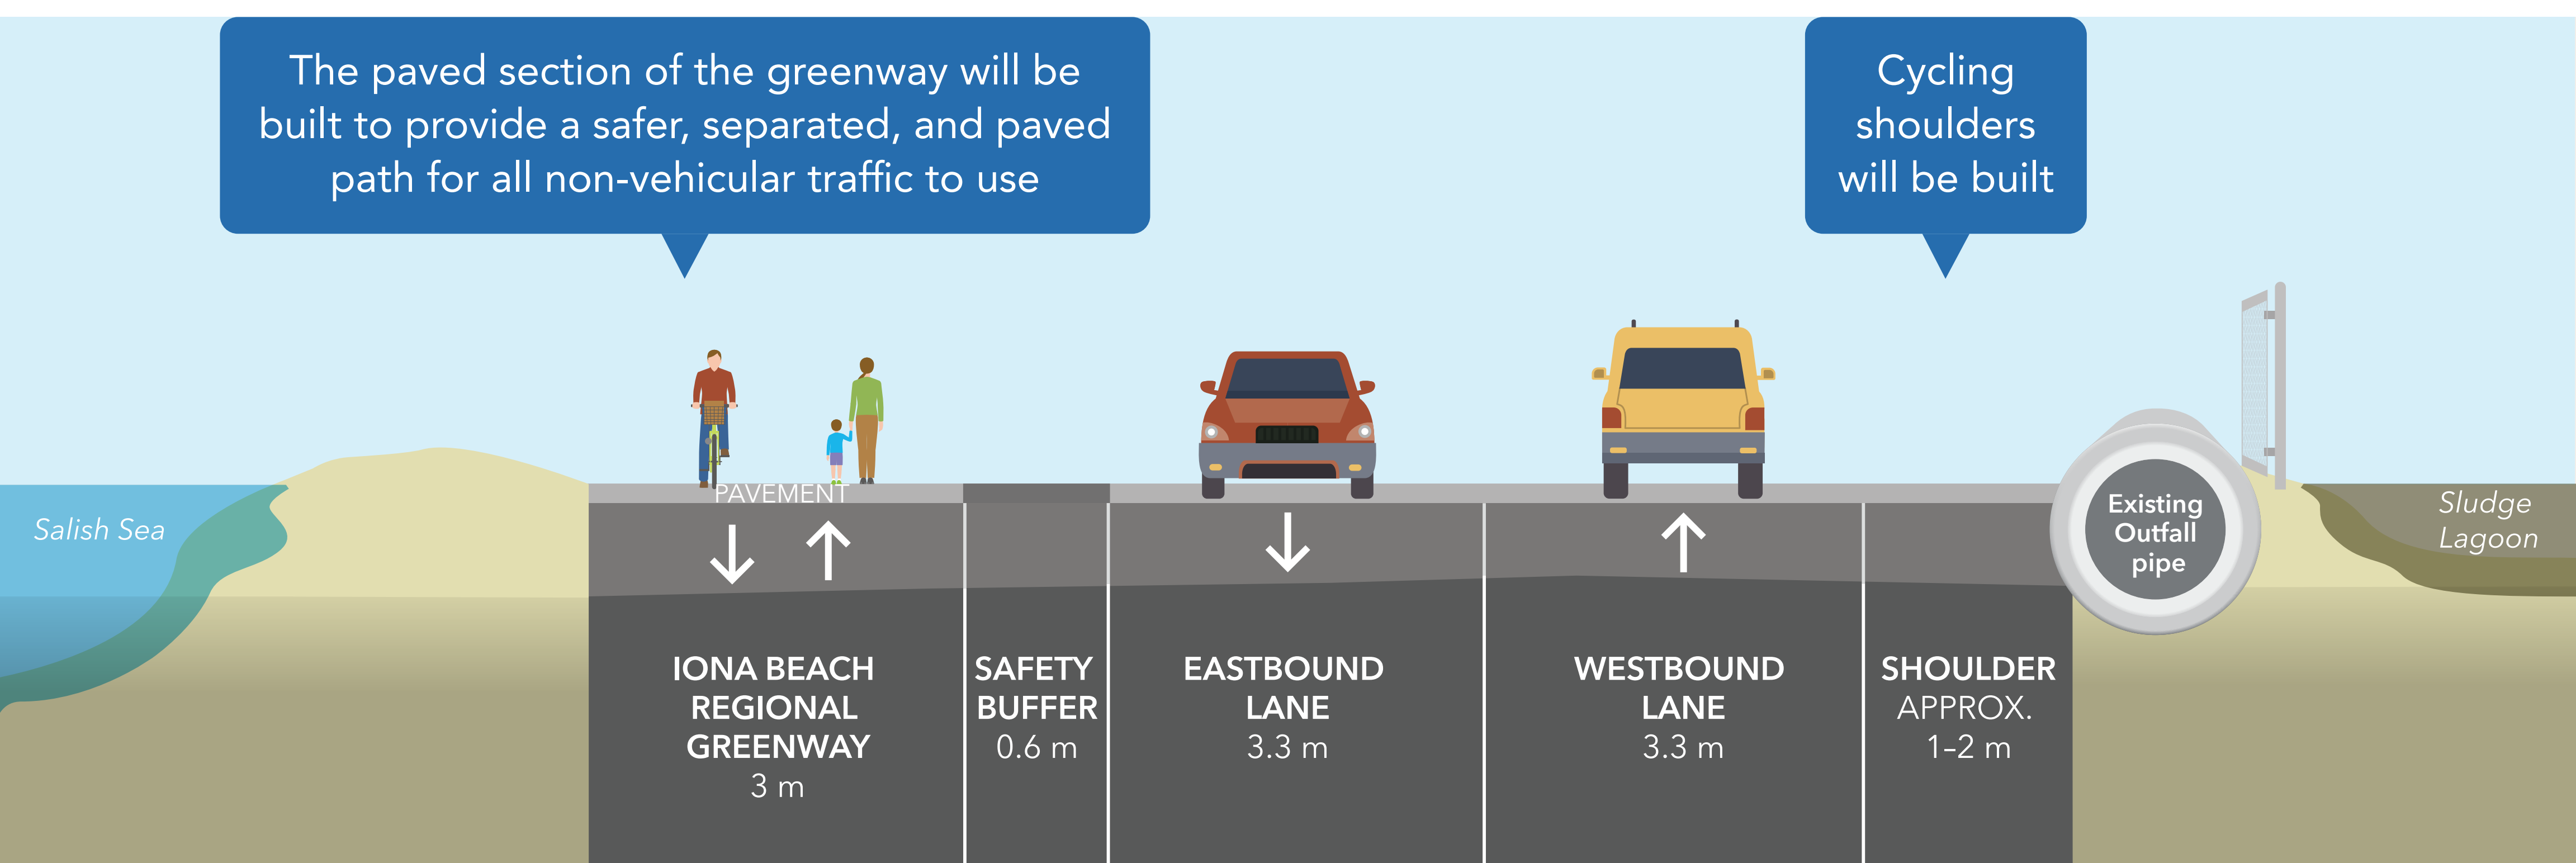 The paved section of the greenway will be
built to provide a safer, separated, and paved
path for all non-vehicular traffic to use
Cycling
shoulders
will be built
PAVEMENT
Salish Sea
Existing
Outfall
pipe
Sludge
Lagoon
IONA BEACH
REGIONAL
GREENWAY
3 m
SAFETY
BUFFER
0.6 m
EASTBOUND
LANE
3.3 m
WESTBOUND
LANE
3.3 m
SHOULDER
APPROX.
1–2 m